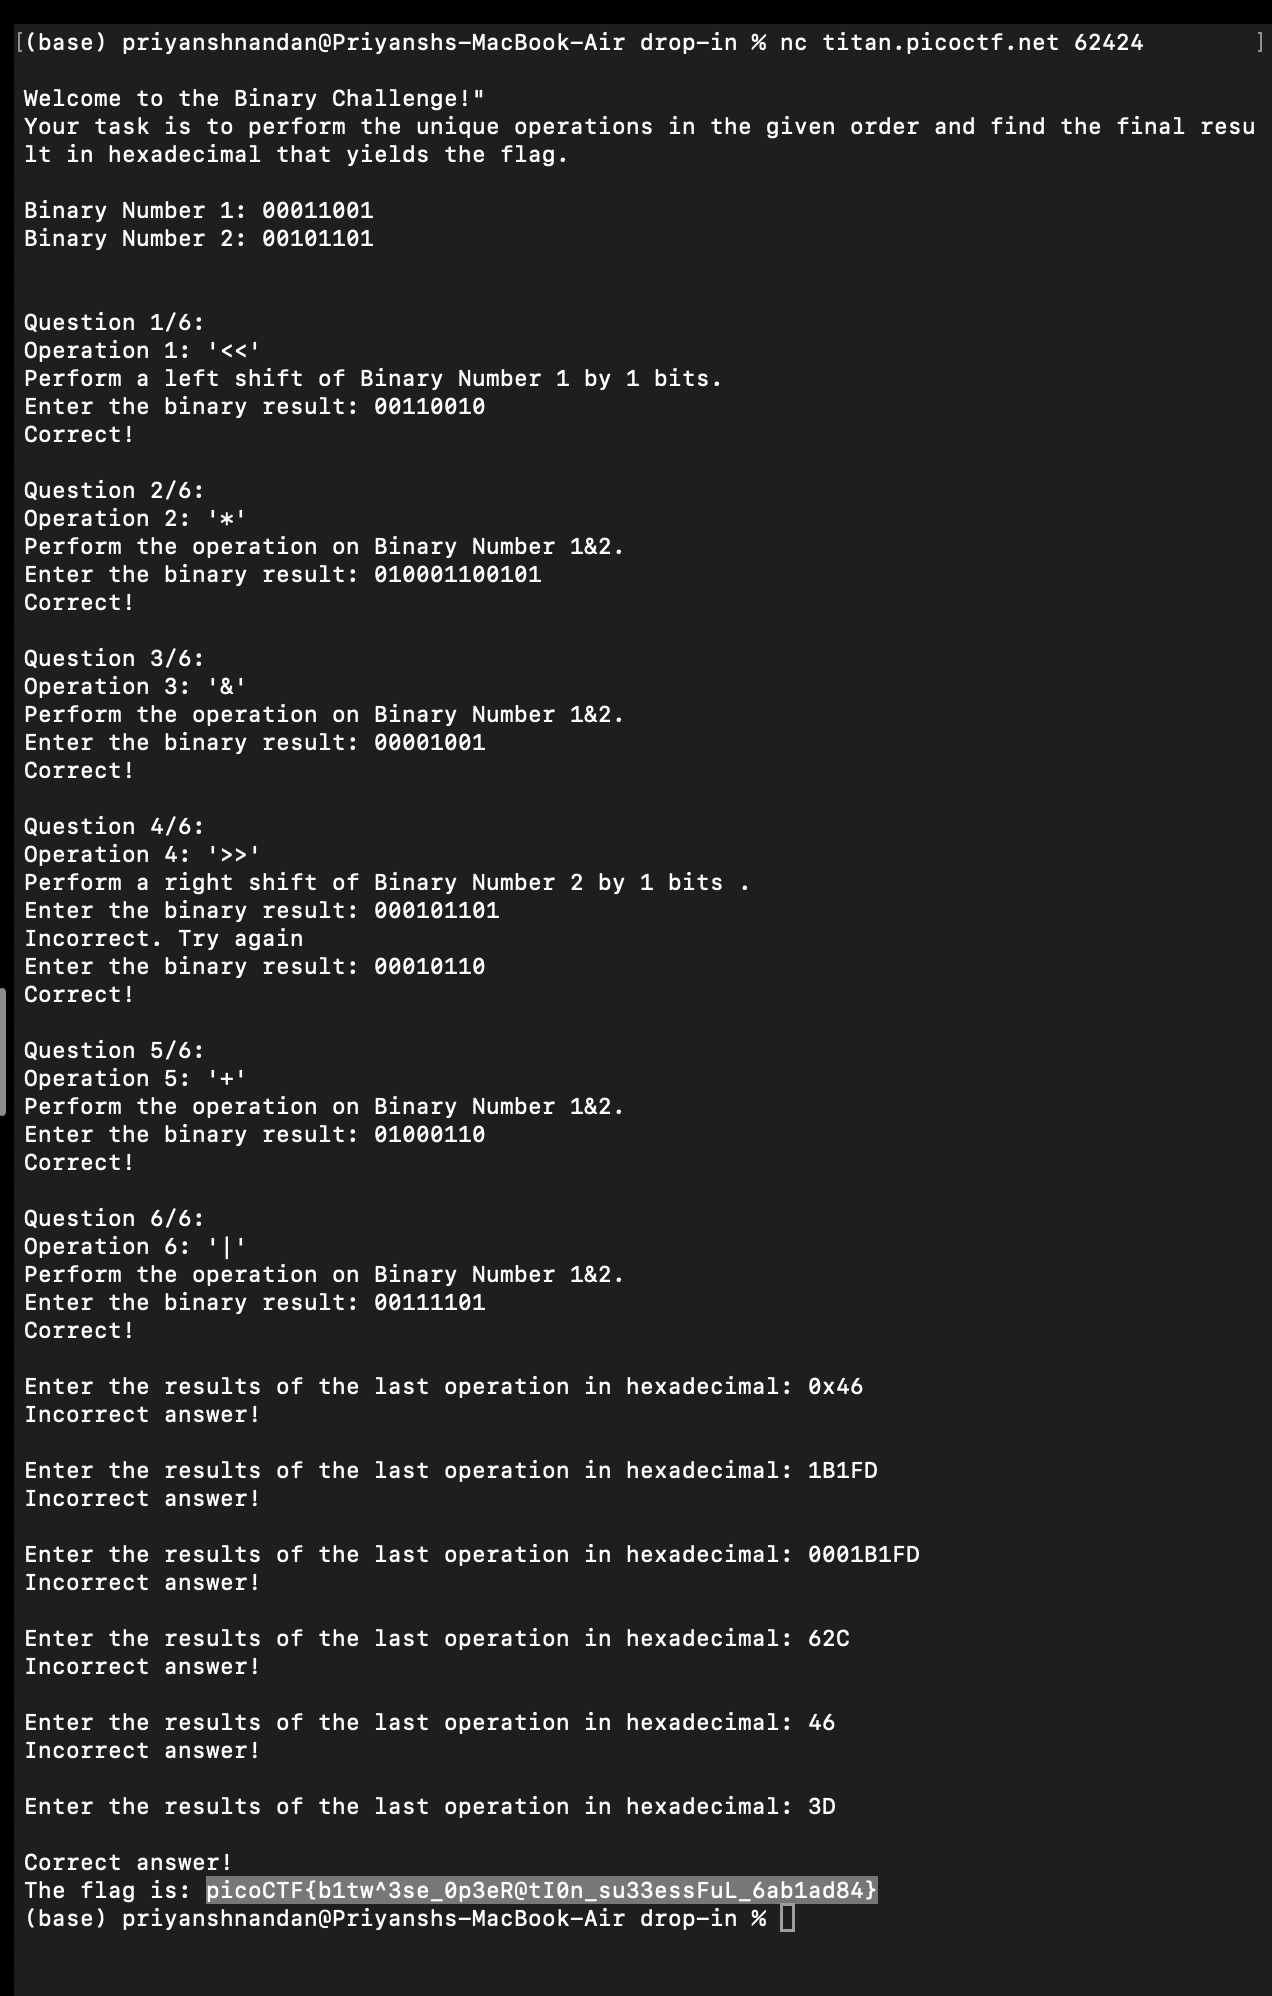 [(base) priyanshnandan@Priyanshs-MacBook-Air drop-in % nc titan.picoctf.net 62424 ]
Welcome to the Binary Challenge!"
Your task is to perform the unique operations in the given order and find the final resu
lt in hexadecimal that yields the flag.
Binary Number 1: 00011001
Binary Number 2: 00101101
Question 1/6:
Operation 1: '<<'
Perform a left shift of Binary Number 1 by 1 bits.
Enter the binary result: 00110010
Correct!
Question 2/6:
Operation 2: '*'
Perform the operation on Binary Number 1&2.
Enter the binary result: 010001100101
Correct!
Question 3/6:
Operation 3: '&'
Perform the operation on Binary Number 1&2.
Enter the binary result: 00001001
Correct!
Question 4/6:
Operation 4: '>>'
Perform a right shift of Binary Number 2 by 1 bits .
Enter the binary result: 000101101
Incorrect. Try again
Enter the binary result: 00010110
Correct!
Question 5/6:
Operation 5: '+'
Perform the operation on Binary Number 1&2.
Enter the binary result: 01000110
Correct!
Question 6/6:
Operation 6: '|'
Perform the operation on Binary Number 1&2.
Enter the binary result: 00111101
Correct!
Enter the results of the last operation in hexadecimal: 0x46
Incorrect answer!
Enter the results of the last operation in hexadecimal: 1B1FD
Incorrect answer!
Enter the results of the last operation in hexadecimal: 0001B1FD
Incorrect answer!
Enter the results of the last operation in hexadecimal: 62C
Incorrect answer!
Enter the results of the last operation in hexadecimal: 46
Incorrect answer!
Enter the results of the last operation in hexadecimal: 3D
Correct answer!
The flag is: picoCTF{b1tw^3se_0p3eR@tI0n_su33essFuL_6ab1ad84}
(base) priyanshnandan@Priyanshs-MacBook-Air drop-in %